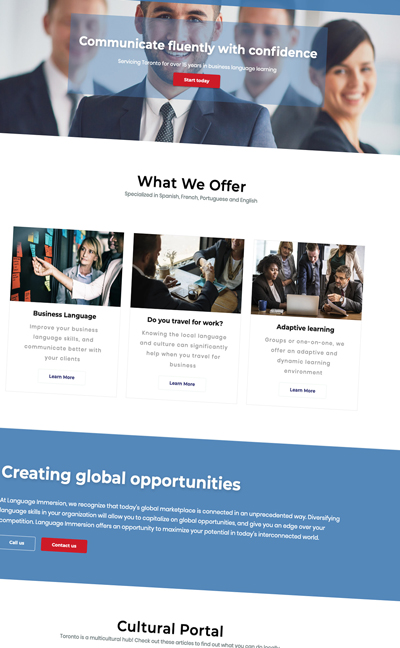 Communicate fluently with confidence
Servicing Toronto for over 15 years in business language learning
Start today
What We Offer
Specialized in Spanish, French, Portuguese and English
Business Language
Improve your business
language skills, and
communicate better with
your clients
Learn More
Do you travel for work?
Knowing the local language
and culture can significantly
help when you travel for
business
Learn More
Adaptive learning
Groups or one-on-one, we
offer an adaptive and
dynamic learning
environment
Learn More
Creating global opportunities
At Language Immersion, we recognize that today's global marketplace is connected in an unprecedented way. Diversifying
language skills in your organization will allow you to capitalize on global opportunities, and give you an edge over your
competition. Language Immersion offers an opportunity to maximize your potential in today's interconnected world.
Call us
Contact us
Cultural Portal
Toronto is a multicultural hub! Check out these articles to find out what you can do locally